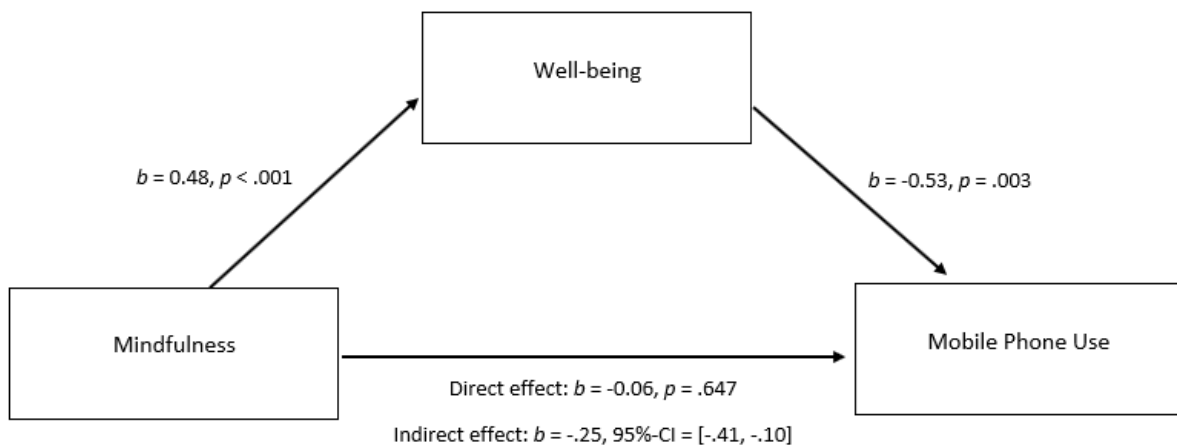 Well-being
b = 0.48, p < .001
b = -0.53, p = .003
Mindfulness
Mobile Phone Use
Direct effect: b = -0.06, p = .647
Indirect effect: b = -.25, 95%-CI = [-.41, -.10]